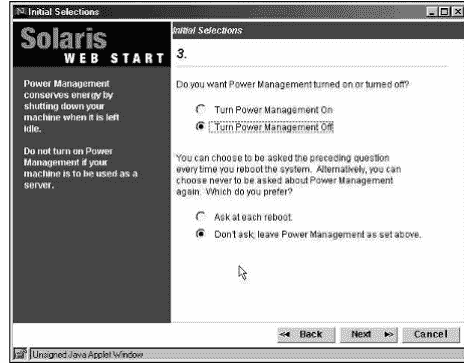 Initial Selections
Solaris
WEB START
Power Management
conserves energy by
shutting down your
machine when it is left
idle.
Do not turn on Power
Management if your
machine is to be used as a
server.
Initial Selections
3.
Do you want Power Management turned on or turned off?
Turn Power Management On
Turn Power Management Off
You can choose to be asked the preceding question
every time you reboot the system. Alternatively, you can
choose never to be asked about Power Management
again. Which do you prefer?
Ask at each reboot.
Don't ask; leave Power Management as set above.
Back
Next
Cancel
Unsigned Java Applet Window